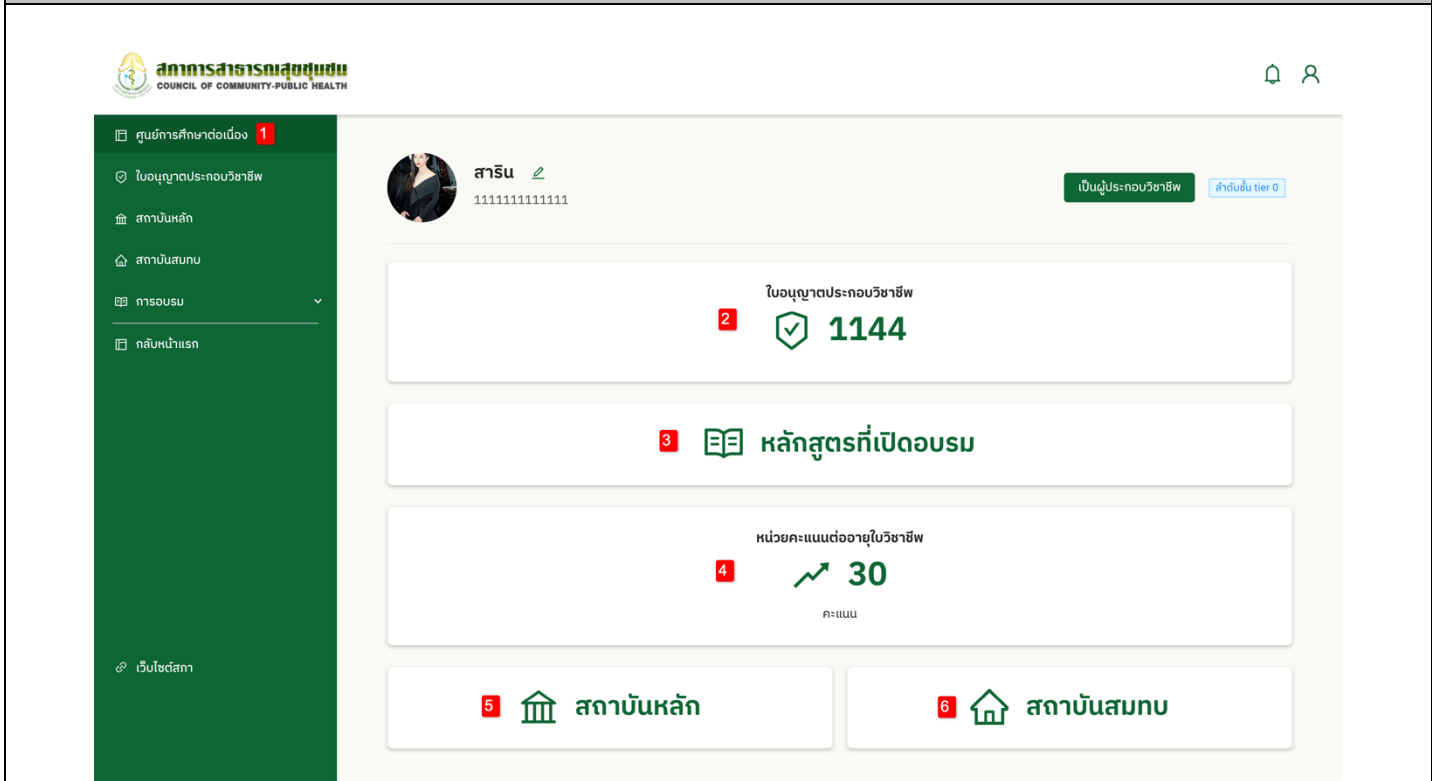 สภาการสาธารณสุขชุมชน
COUNCIL OF COMMUNITY-PUBLIC HEALTH
ศูนย์การศึกษาต่อเนื่อง 1
ใบอนุญาตประกอบวิชาชีพ
สถาบันหลัก
สถาบันสมทบ
การอบรม
กลับหน้าแรก
เว็บไซต์สภา
สาริน
1111111111111
เป็นผู้ประกอบวิชาชีพ
ลำดับชั้น tier 0
ใบอนุญาตประกอบวิชาชีพ
2 1144
3 หลักสูตรที่เปิดอบรม
หน่วยคะแนนต่ออายุใบวิชาชีพ
4 30
คะแนน
5 สถาบันหลัก
6 สถาบันสมทบ